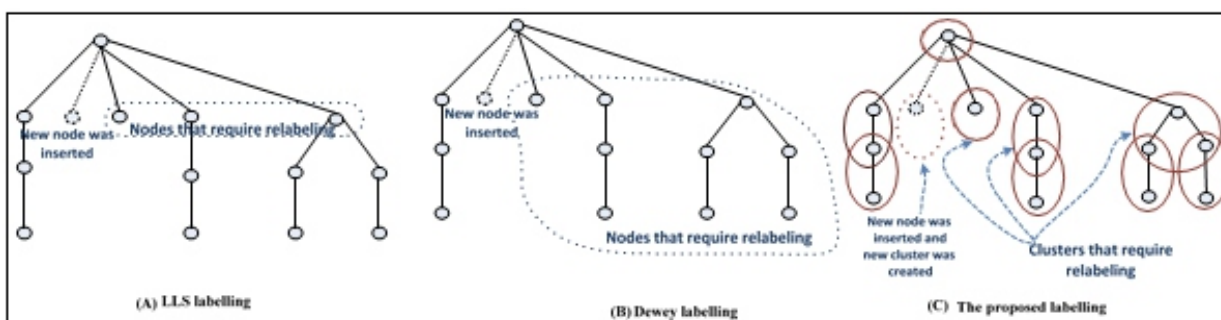 New node was
inserted
Nodes that require relabeling
(A) LLS labelling
New node was
inserted
Nodes that require relabeling
(B) Dewey labelling
New node was
inserted and
new cluster was
created
Clusters that require
relabeling
(C) The proposed labelling